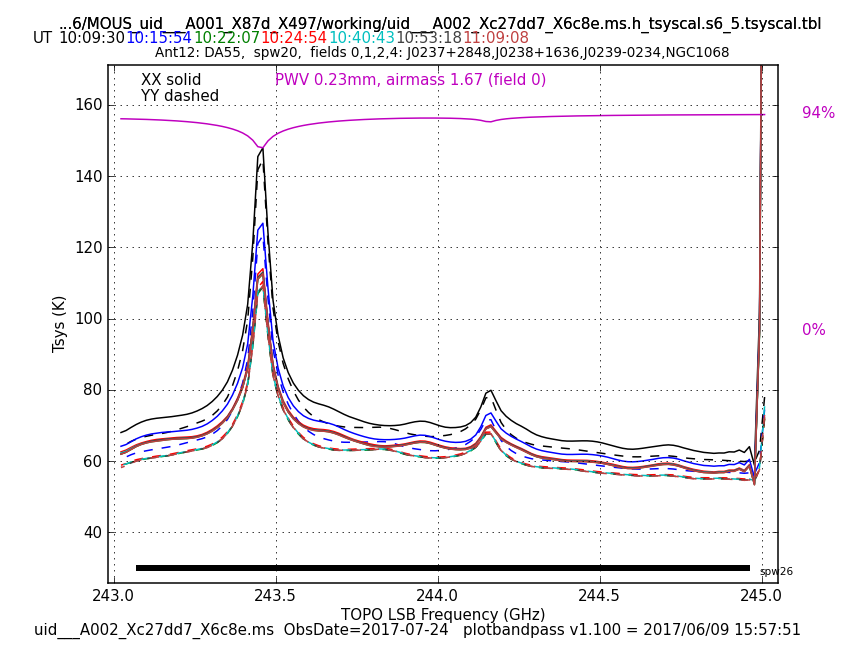 ...6/MOUS_uid___A001_X87d_X497/working/uid___A002_Xc27dd7_X6c8e.ms.h_tsyscal.s6_5.tsyscal.tbl
UT 10:09:30 10:15:54 10:22:07 10:24:54 10:40:43 10:53:18 11:09:08
Ant12: DA55, spw20, fields 0,1,2,4: J0237+2848,J0238+1636,J0239-0234,NGC1068
XX solid
PWV 0.23mm, airmass 1.67 (field 0)
YY dashed
160
140
120
100
80
60
40
94%
0%
Tsys (K)
spw26
243.0 243.5 244.0 244.5 245.0
TOPO LSB Frequency (GHz)
uid___A002_Xc27dd7_X6c8e.ms ObsDate=2017-07-24 plotbandpass v1.100 = 2017/06/09 15:57:51